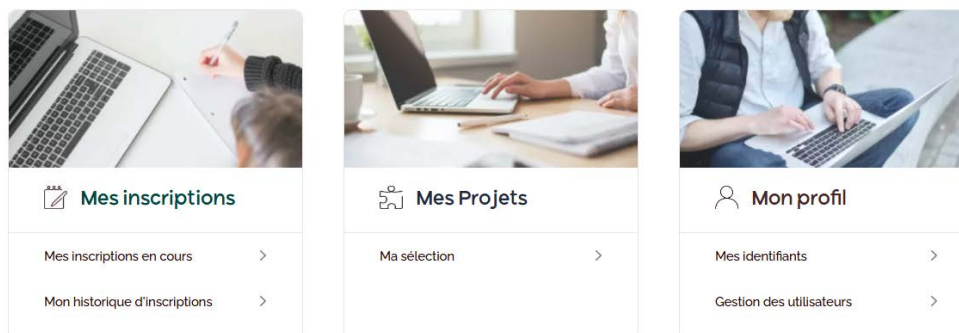 Mes inscriptions
Mes inscriptions en cours
Mon historique d'inscriptions
Mes Projets
Ma sélection
Mon profil
Mes identifiants
Gestion des utilisateurs